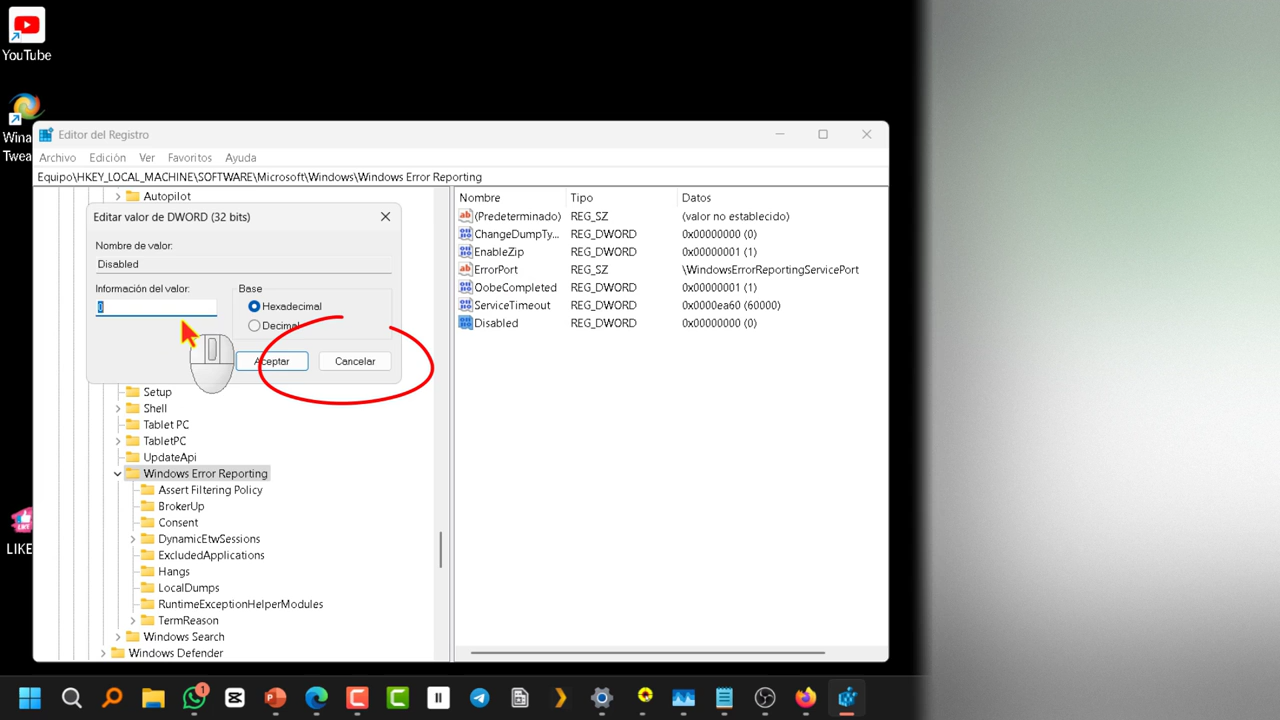 YouTube
Wina
Twea
Editor del Registro
Archivo Edición Ver Favoritos Ayuda
Equipo\HKEY_LOCAL_MACHINE\SOFTWARE\Microsoft\Windows\Windows Error Reporting
Autopilot
Editar valor de DWORD (32 bits)
Nombre de valor:
Disabled
Información del valor:
0
Base
Hexadecimal
Decimal
Aceptar
Cancelar
Setup
Shell
Tablet PC
TabletPC
UpdateApi
Windows Error Reporting
Assert Filtering Policy
BrokerUp
Consent
DynamicEtwSessions
ExcludedApplications
Hangs
LocalDumps
RuntimeExceptionHelperModules
TermReason
Windows Search
Windows Defender
Nombre Tipo Datos
(Predeterminado) REG_SZ (valor no establecido)
ChangeDumpTy... REG_DWORD 0x00000000 (0)
EnableZip REG_DWORD 0x00000001 (1)
ErrorPort REG_SZ \WindowsErrorReportingServicePort
OobeCompleted REG_DWORD 0x00000001 (1)
ServiceTimeout REG_DWORD 0x0000ea60 (60000)
Disabled REG_DWORD 0x00000000 (0)
LIKE
1